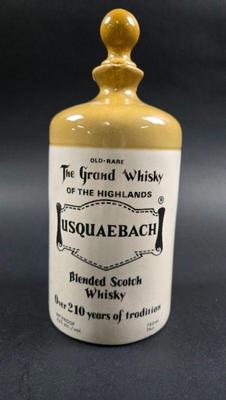 OLD-RARE
The Grand Whisky
OF THE HIGHLANDS
®
USQUAEBACH
Blended Scotch
Whisky
Over 210 years of tradition